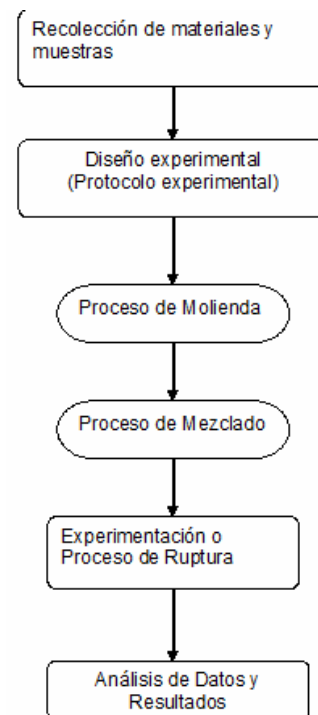 Recolección de materiales y
muestras
Diseño experimental
(Protocolo experimental)
Proceso de Molienda
Proceso de Mezclado
Experimentación o
Proceso de Ruptura
Análisis de Datos y
Resultados